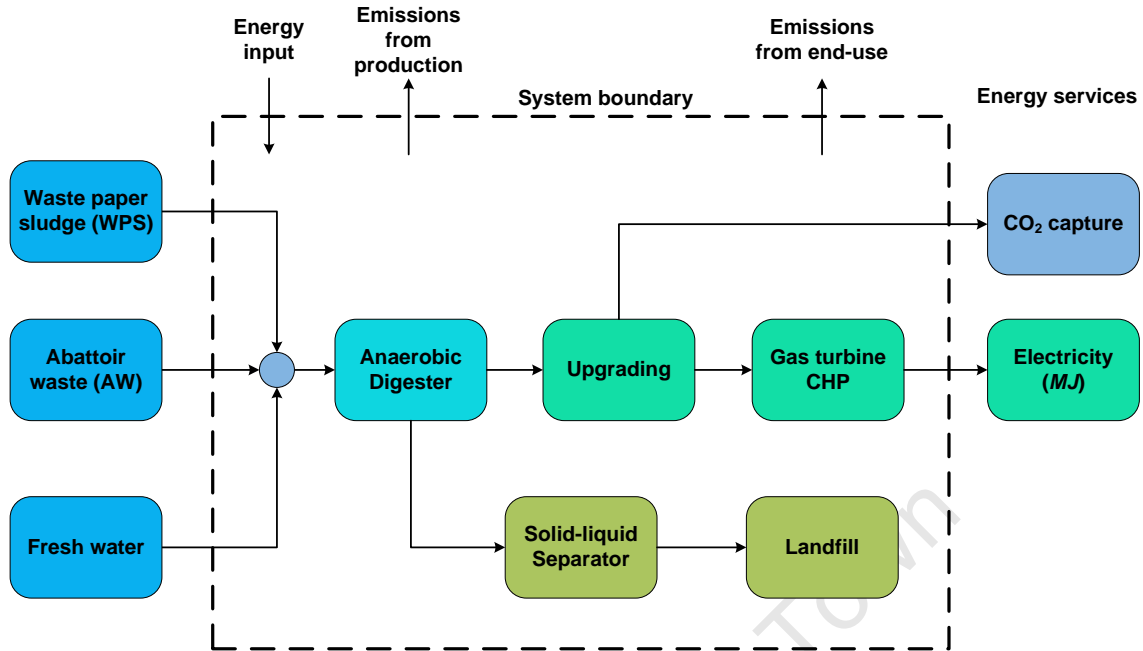 Energy
input
Emissions
from
production
Emissions
from end-use
System boundary
Energy services
Waste paper
sludge (WPS)
CO₂ capture
Abattoir
waste (AW)
Anaerobic
Digester
Upgrading
Gas turbine
CHP
Electricity
(MJ)
Fresh water
Solid-liquid
Separator
Landfill
Town